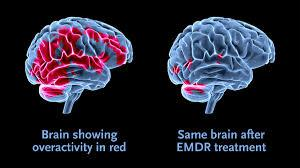 Brain showing
overactivity in red
Same brain after
EMDR treatment